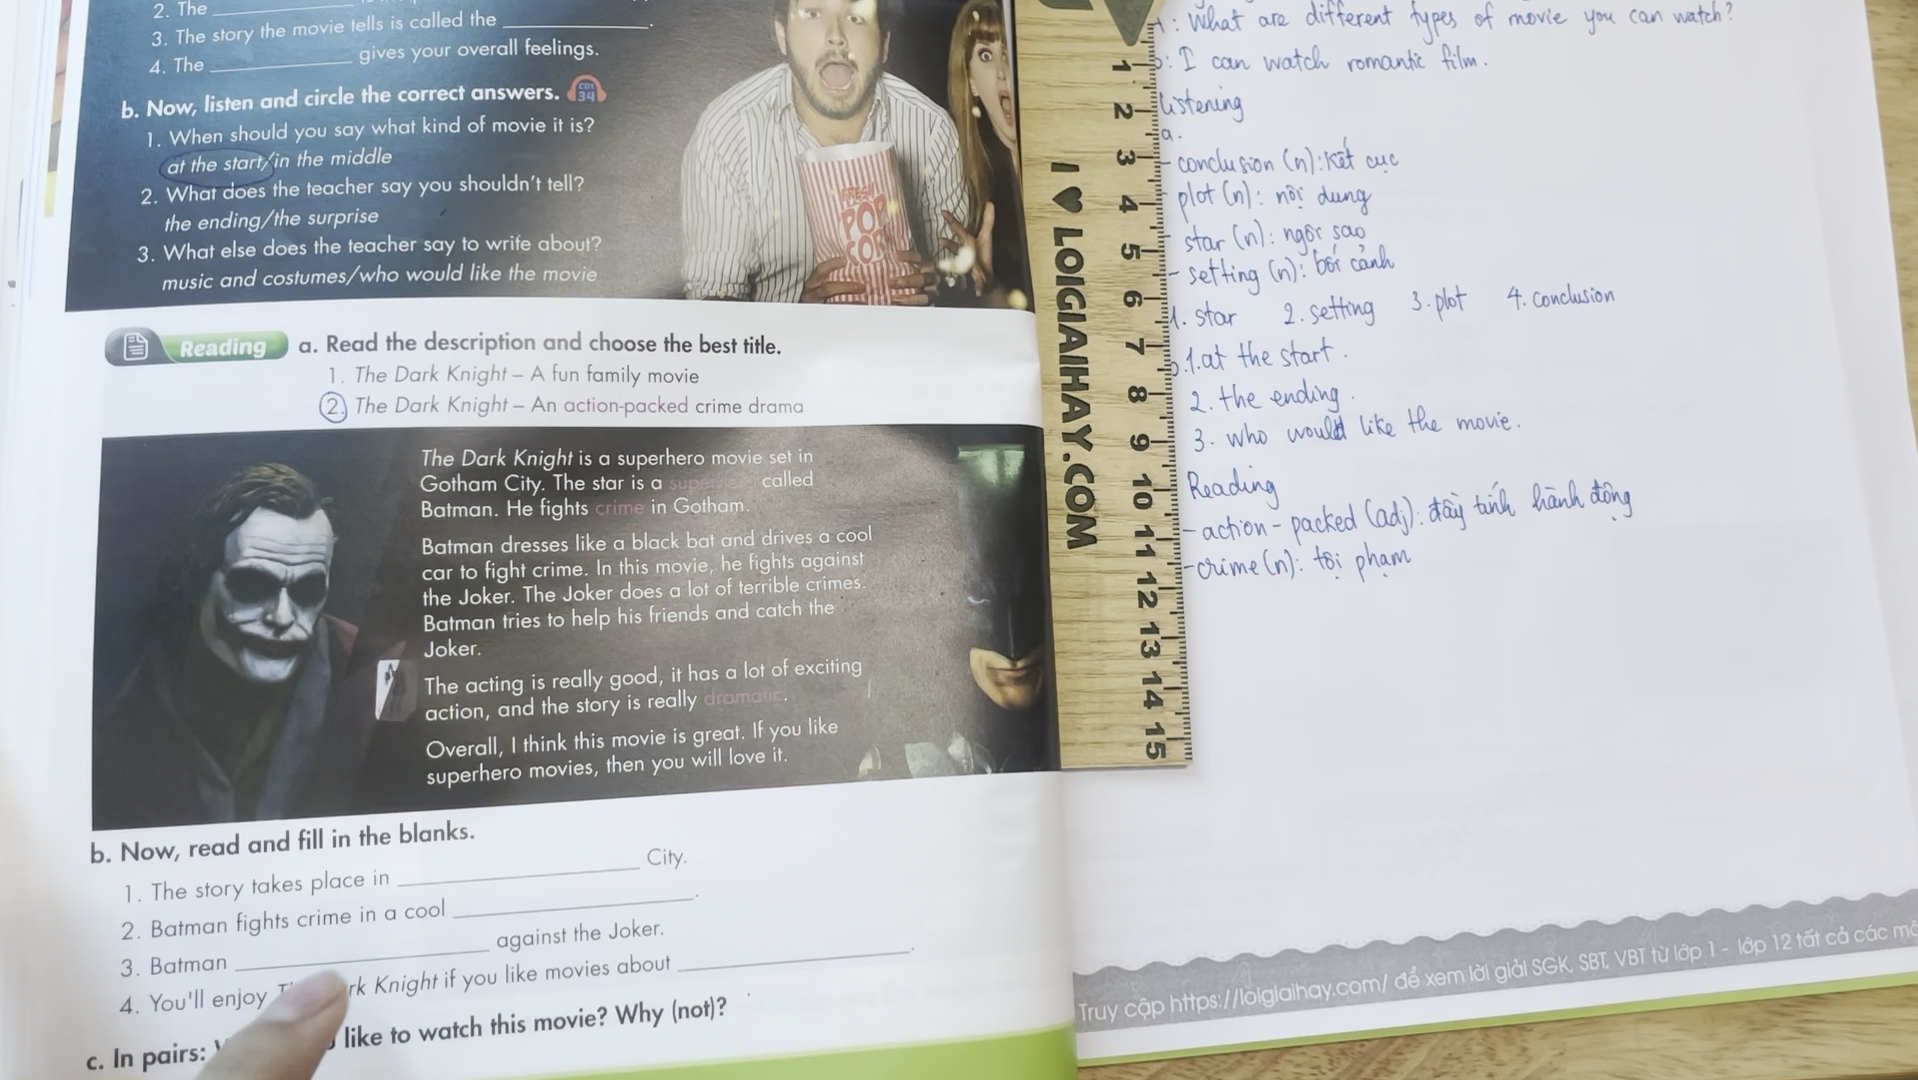 2. The
3. The story the movie tells is called the ____________.
4. The ____________ gives your overall feelings.
b. Now, listen and circle the correct answers. CD1 34
1. When should you say what kind of movie it is?
at the start/in the middle
2. What does the teacher say you shouldn't tell?
the ending/the surprise
3. What else does the teacher say to write about?
music and costumes/who would like the movie
FRESH
POP
CORN
Reading
a. Read the description and choose the best title.
1. The Dark Knight – A fun family movie
2. The Dark Knight – An action-packed crime drama
The Dark Knight is a superhero movie set in
Gotham City. The star is a superhero called
Batman. He fights crime in Gotham.
Batman dresses like a black bat and drives a cool
car to fight crime. In this movie, he fights against
the Joker. The Joker does a lot of terrible crimes.
Batman tries to help his friends and catch the
Joker.
The acting is really good, it has a lot of exciting
action, and the story is really dramatic.
Overall, I think this movie is great. If you like
superhero movies, then you will love it.
b. Now, read and fill in the blanks.
1. The story takes place in ____________ City.
2. Batman fights crime in a cool ____________.
3. Batman ____________ against the Joker.
4. You'll enjoy rk Knight if you like movies about ____________.
c. In pairs: like to watch this movie? Why (not)?
I ♥ LOIGIAIHAY.COM
1 2 3 4 5 6 7 8 9 10 11 12 13 14 15
: What are different types of movie you can watch?
b: I can watch romantic film.
Listening
a.
- conclusion (n): kết cục
- plot (n): nội dung
- star (n): ngôi sao
- setting (n): bối cảnh
1. star 2. setting 3. plot 4. conclusion
b. 1. at the start.
2. the ending.
3. who would like the movie.
Reading
- action - packed (adj): đầy tính hành động
- crime (n): tội phạm
Truy cập https://loigiaihay.com/ để xem lời giải SGK, SBT, VBT từ lớp 1 - lớp 12 tất cả các